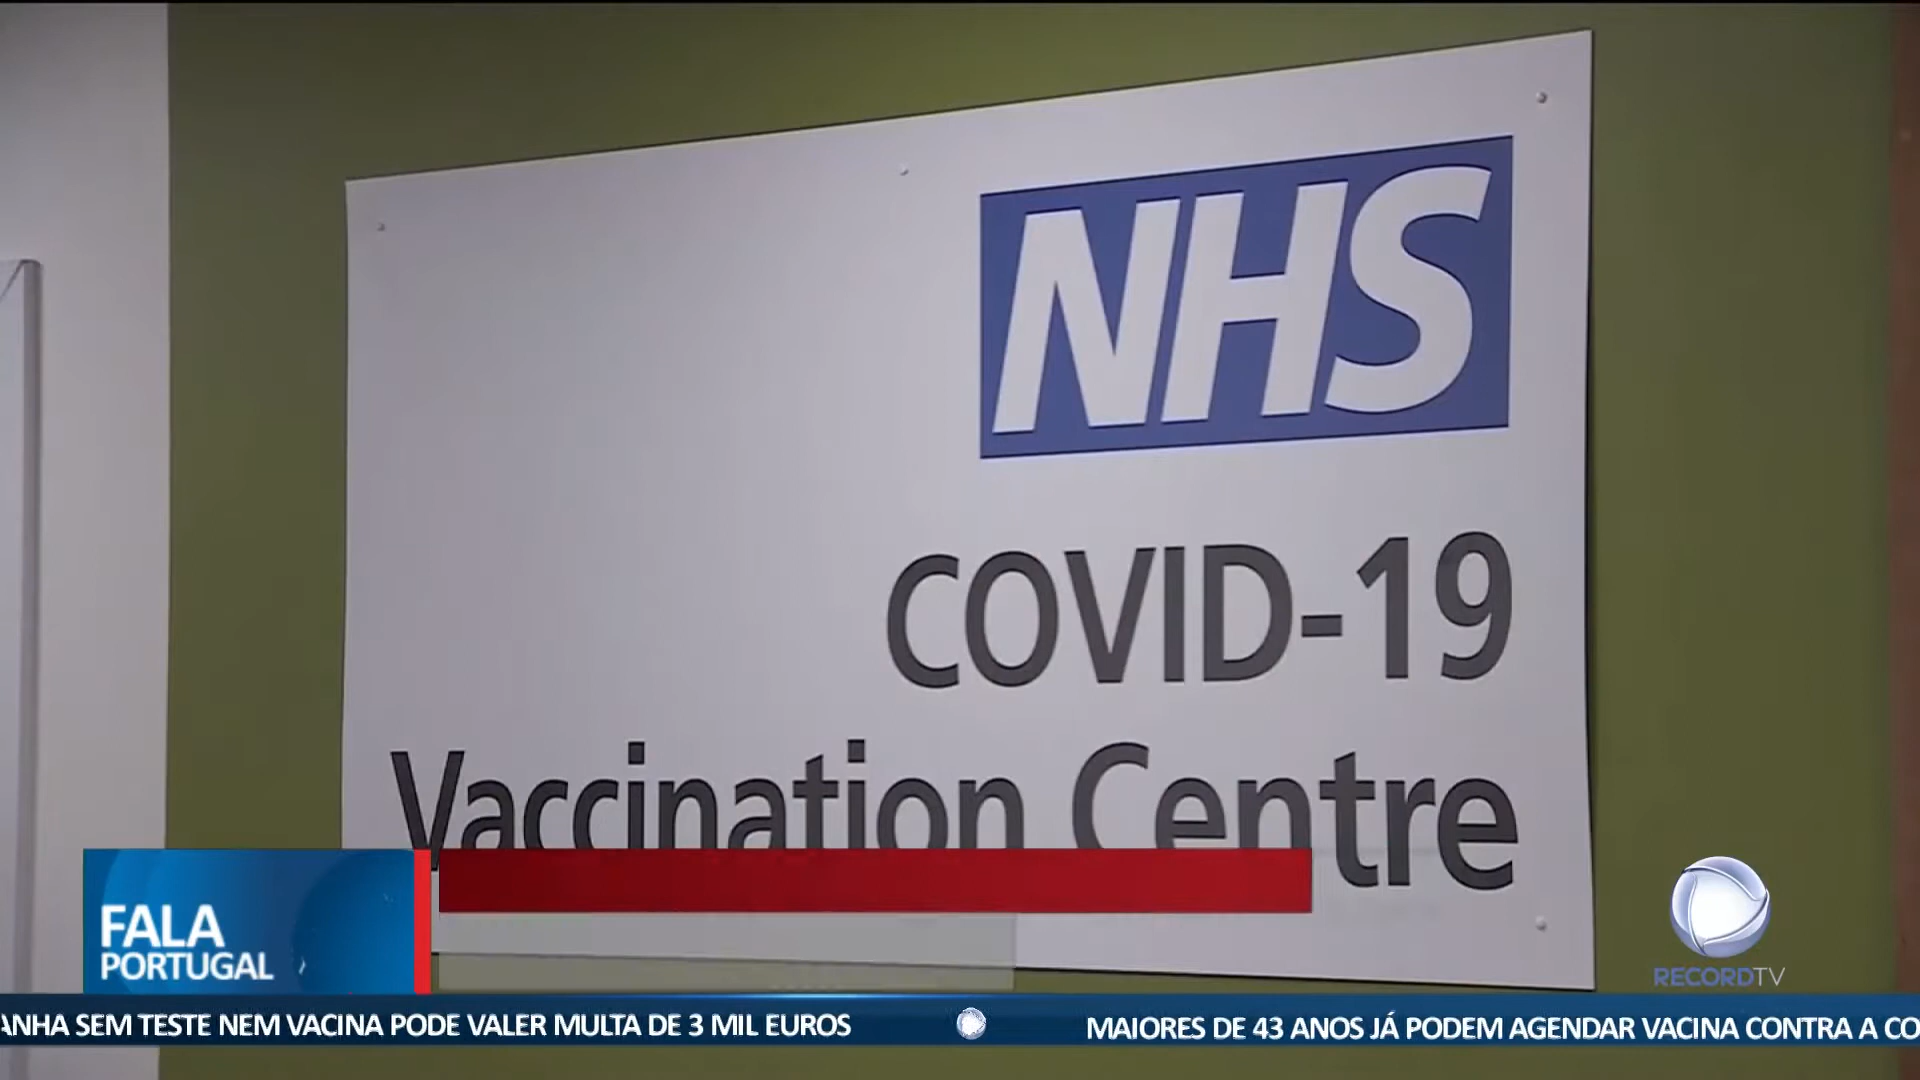 NHS
COVID-19
Vaccination Centre
FALA
PORTUGAL
RECORDTV
ANHA SEM TESTE NEM VACINA PODE VALER MULTA DE 3 MIL EUROS
MAIORES DE 43 ANOS JÁ PODEM AGENDAR VACINA CONTRA A CO